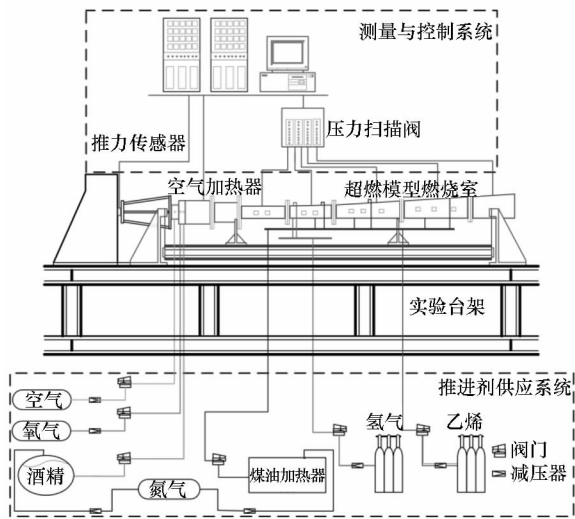 测量与控制系统
压力扫描阀
推力传感器
空气加热器
超燃模型燃烧室
实验台架
推进剂供应系统
空气
氧气
酒精
氮气
煤油加热器
氢气
乙烯
阀门
减压器